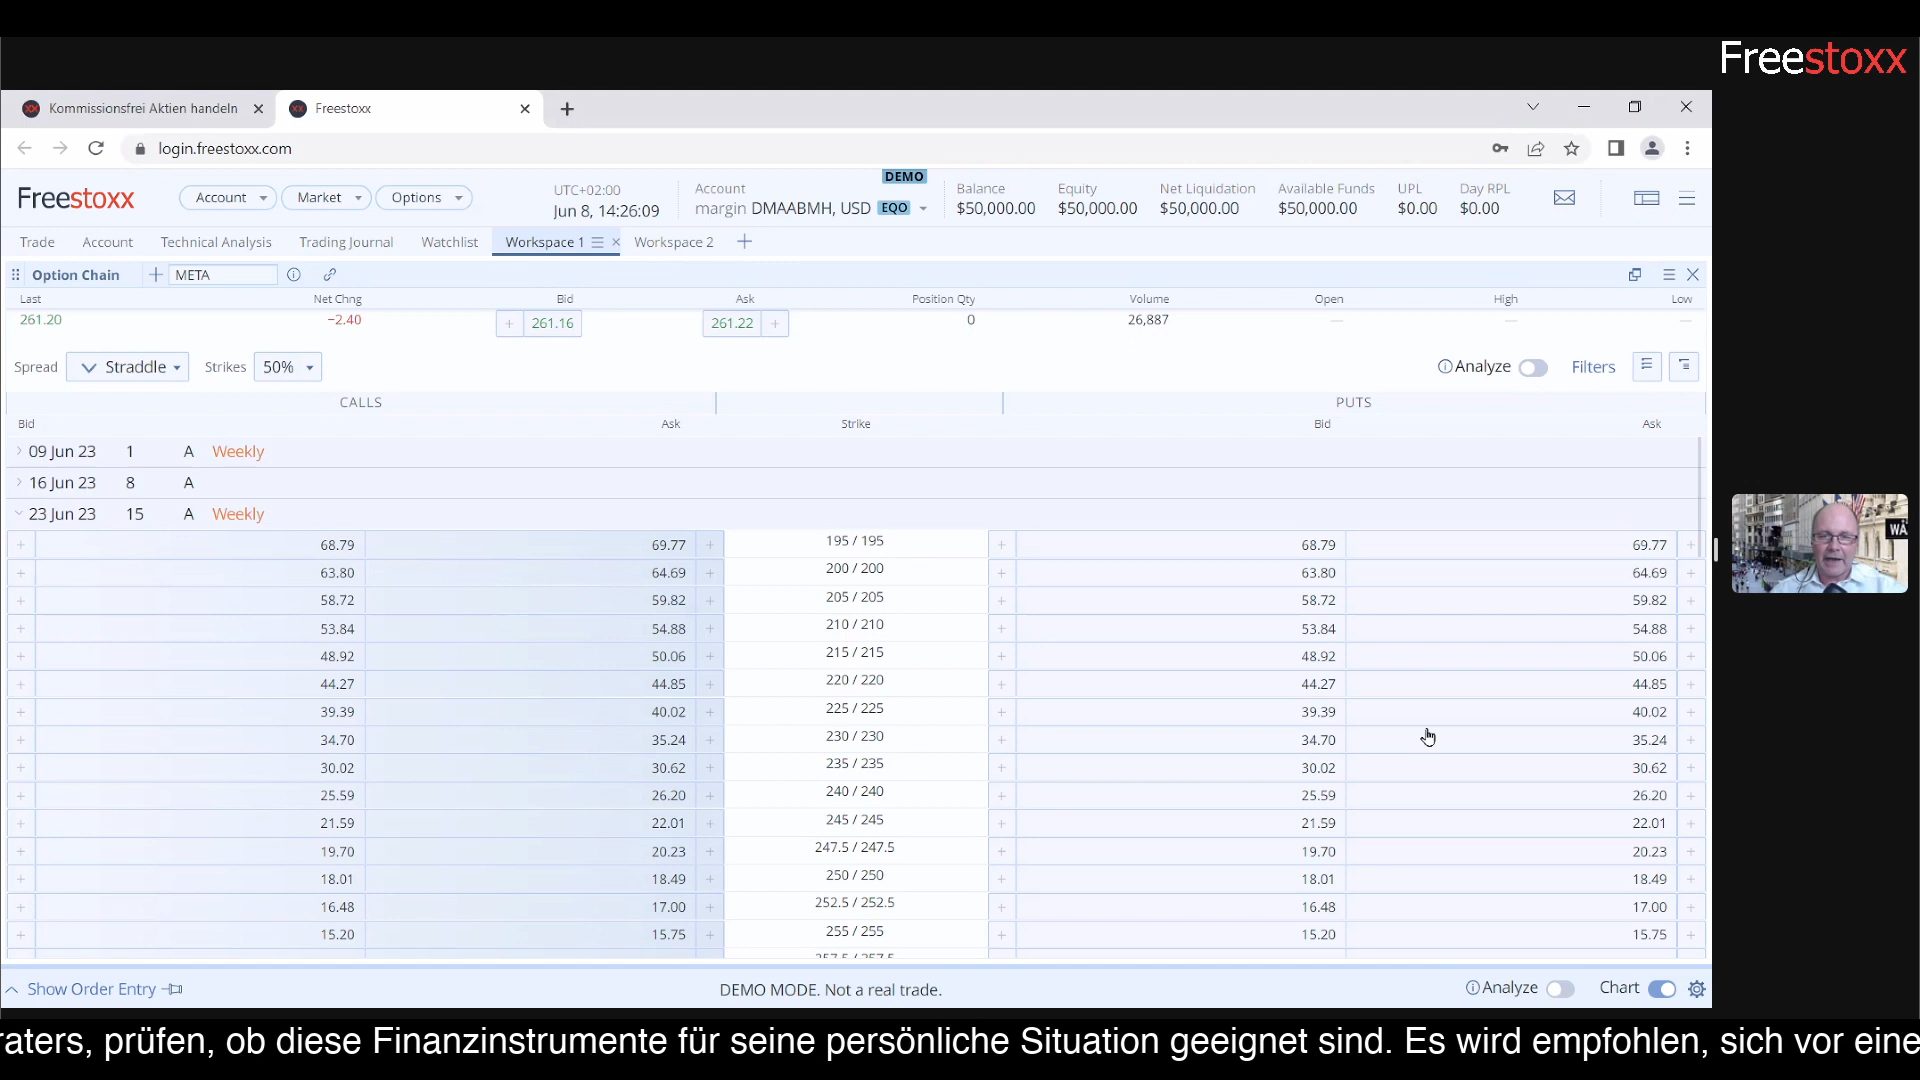 Freestoxx
Kommissionsfrei Aktien handeln
Freestoxx
login.freestoxx.com
Freestoxx
Account
Market
Options
UTC+02:00
Jun 8, 14:26:09
Account
DEMO
margin DMAABMH, USD EQO
Balance
$50,000.00
Equity
$50,000.00
Net Liquidation
$50,000.00
Available Funds
$50,000.00
UPL
$0.00
Day RPL
$0.00
Trade Account Technical Analysis Trading Journal Watchlist Workspace 1 Workspace 2
Option Chain META
Last Net Chng Bid Ask Position Qty Volume Open High Low
261.20 −2.40 261.16 261.22 0 26,887 — — —
Spread Straddle Strikes 50% Analyze Filters
CALLS PUTS
Bid Ask Strike Bid Ask
09 Jun 23 1 A Weekly
16 Jun 23 8 A
23 Jun 23 15 A Weekly
68.79 69.77 195 / 195 68.79 69.77
63.80 64.69 200 / 200 63.80 64.69
58.72 59.82 205 / 205 58.72 59.82
53.84 54.88 210 / 210 53.84 54.88
48.92 50.06 215 / 215 48.92 50.06
44.27 44.85 220 / 220 44.27 44.85
39.39 40.02 225 / 225 39.39 40.02
34.70 35.24 230 / 230 34.70 35.24
30.02 30.62 235 / 235 30.02 30.62
25.59 26.20 240 / 240 25.59 26.20
21.59 22.01 245 / 245 21.59 22.01
19.70 20.23 247.5 / 247.5 19.70 20.23
18.01 18.49 250 / 250 18.01 18.49
16.48 17.00 252.5 / 252.5 16.48 17.00
15.20 15.75 255 / 255 15.20 15.75
WA
Show Order Entry DEMO MODE. Not a real trade. Analyze Chart
raters, prüfen, ob diese Finanzinstrumente für seine persönliche Situation geeignet sind. Es wird empfohlen, sich vor eine